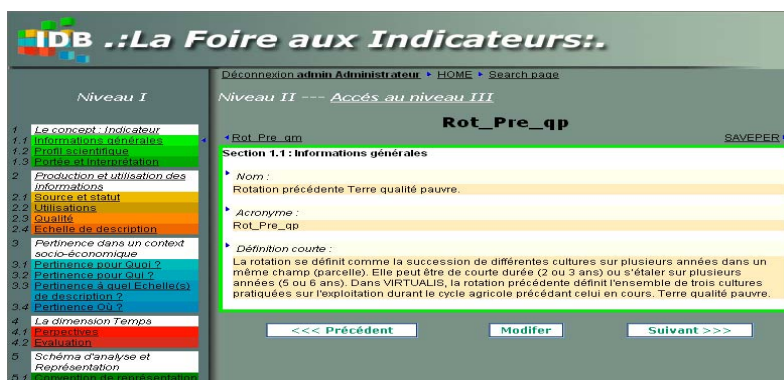 IDB .:La Foire aux Indicateurs:.
Déconnexion admin Administrateur HOME Search page
Niveau I
Niveau II --- Accés au niveau III
Rot_Pre_qp
Rot_Pre_qm
SAVEPER
1 Le concept : Indicateur
1.1 Informations générales
1.2 Profil scientifique
1.3 Portée et Interprétation
2 Production et utilisation des
informations
2.1 Source et statut
2.2 Utilisations
2.3 Qualité
2.4 Echelle de description
3 Pertinence dans un context
socio-économique
3.1 Pertinence pour Quoi ?
3.2 Pertinence pour Qui ?
3.3 Pertinence à quel Echelle(s)
de description ?
3.4 Pertinence Où ?
4 La dimension Temps
4.1 Perpectives
4.2 Evaluation
5 Schéma d'analyse et
Représentation
5.1 Convention de représentation
Section 1.1 : Informations générales
Nom :
Rotation précédente Terre qualité pauvre.
Acronyme :
Rot_Pre_qp
Définition courte :
La rotation se définit comme la succession de différentes cultures sur plusieurs années dans un
même champ (parcelle). Elle peut être de courte durée (2 ou 3 ans) ou s'étaler sur plusieurs
années (5 ou 6 ans). Dans VIRTUALIS, la rotation précédente définit l'ensemble de trois cultures
pratiquées sur l'exploitation durant le cycle agricole précédant celui en cours. Terre qualité pauvre.
<<< Précédent
Modifer
Suivant >>>